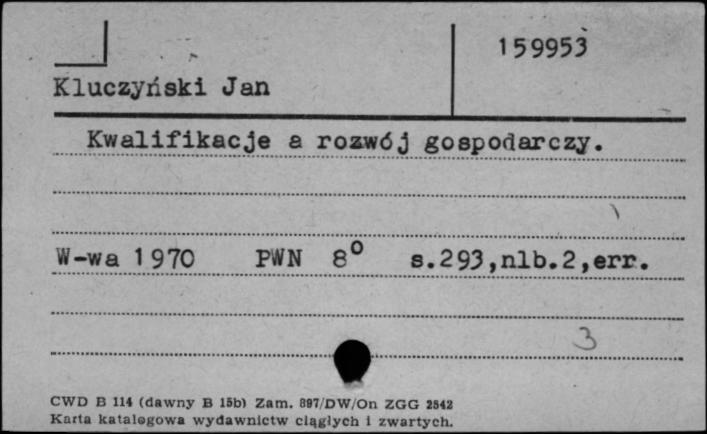 159953
Kluczyński Jan
Kwalifikacje a rozwój gospodarczy.
W-wa 1970 PWN 8° s.293,nlb.2,err.
3
CWD B 114 (dawny B 15b) Zam. 897/DW/On ZGG 2542
Karta katalogowa wydawnictw ciągłych i zwartych.